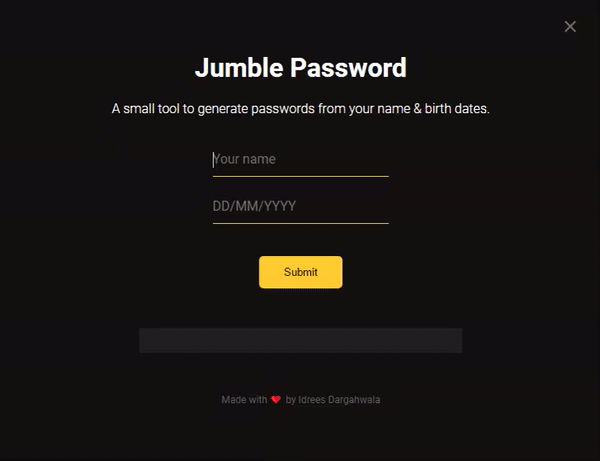 Jumble Password
A small tool to generate passwords from your name & birth dates.
Your name
DD/MM/YYYY
Submit
Made with ❤ by Idrees Dargahwala